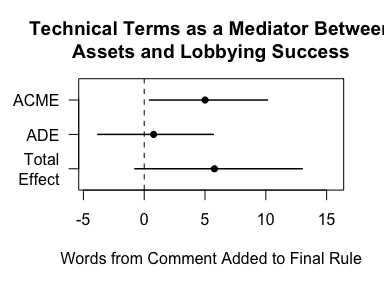 Technical Terms as a Mediator Between
Assets and Lobbying Success
ACME
ADE
Total
Effect
-5 0 5 10 15
Words from Comment Added to Final Rule